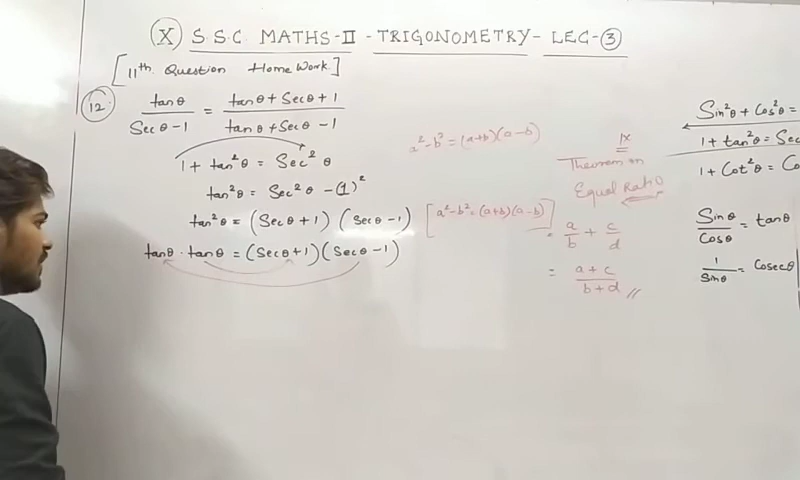 (X) S.S.C. MATHS-II - TRIGONOMETRY- LEC-③
[11th Question Home Work]
12. tanθ / Secθ-1 = tanθ+Secθ+1 / tanθ+Secθ-1
1 + tan²θ = Sec²θ
tan²θ = Sec²θ - (1)²
tan²θ = (Secθ+1) (Secθ-1) [a²-b²=(a+b)(a-b)]
tanθ · tanθ = (Secθ+1)(Secθ-1)
a²-b²=(a+b)(a-b)
IX
Theorem on
Equal Ratio
= a/b + c/d
= a+c / b+d //
Sin²θ + Cos²θ =
1 + tan²θ = Sec
1 + Cot²θ = Co
Sinθ / Cosθ = tanθ
1 / Sinθ = Cosecθ